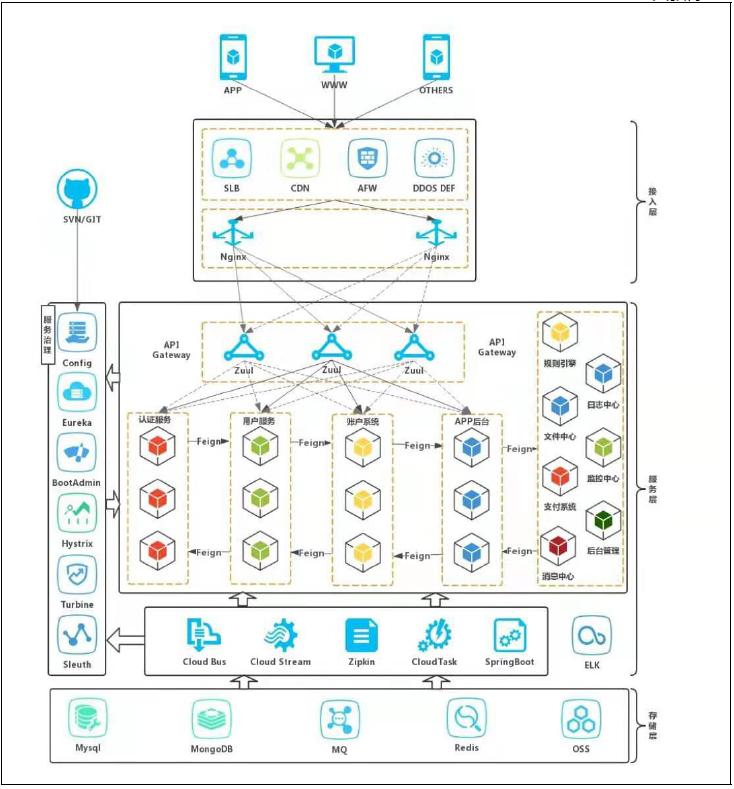 APP
WWW
OTHERS
SLB
CDN
AFW
DDOS DEF
Nginx
Nginx
接入层
SVN/GIT
服务治理
Config
Eureka
BootAdmin
Hystrix
Turbine
Sleuth
API
Gateway
Zuul
Zuul
Zuul
API
Gateway
认证服务
用户服务
账户系统
APP后台
Feign
Feign
Feign
Feign
Feign
Feign
Feign
Feign
规则引擎
日志中心
文件中心
监控中心
支付系统
后台管理
消息中心
服务层
Cloud Bus
Cloud Stream
Zipkin
CloudTask
SpringBoot
ELK
Mysql
MongoDB
MQ
Redis
OSS
存储层